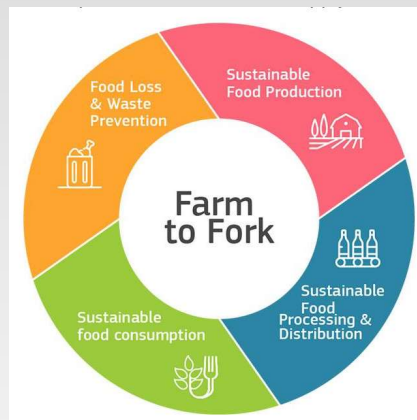 Farm
to Fork
Sustainable
Food Production
Sustainable
Food
Processing &
Distribution
Sustainable
food consumption
Food Loss
& Waste
Prevention